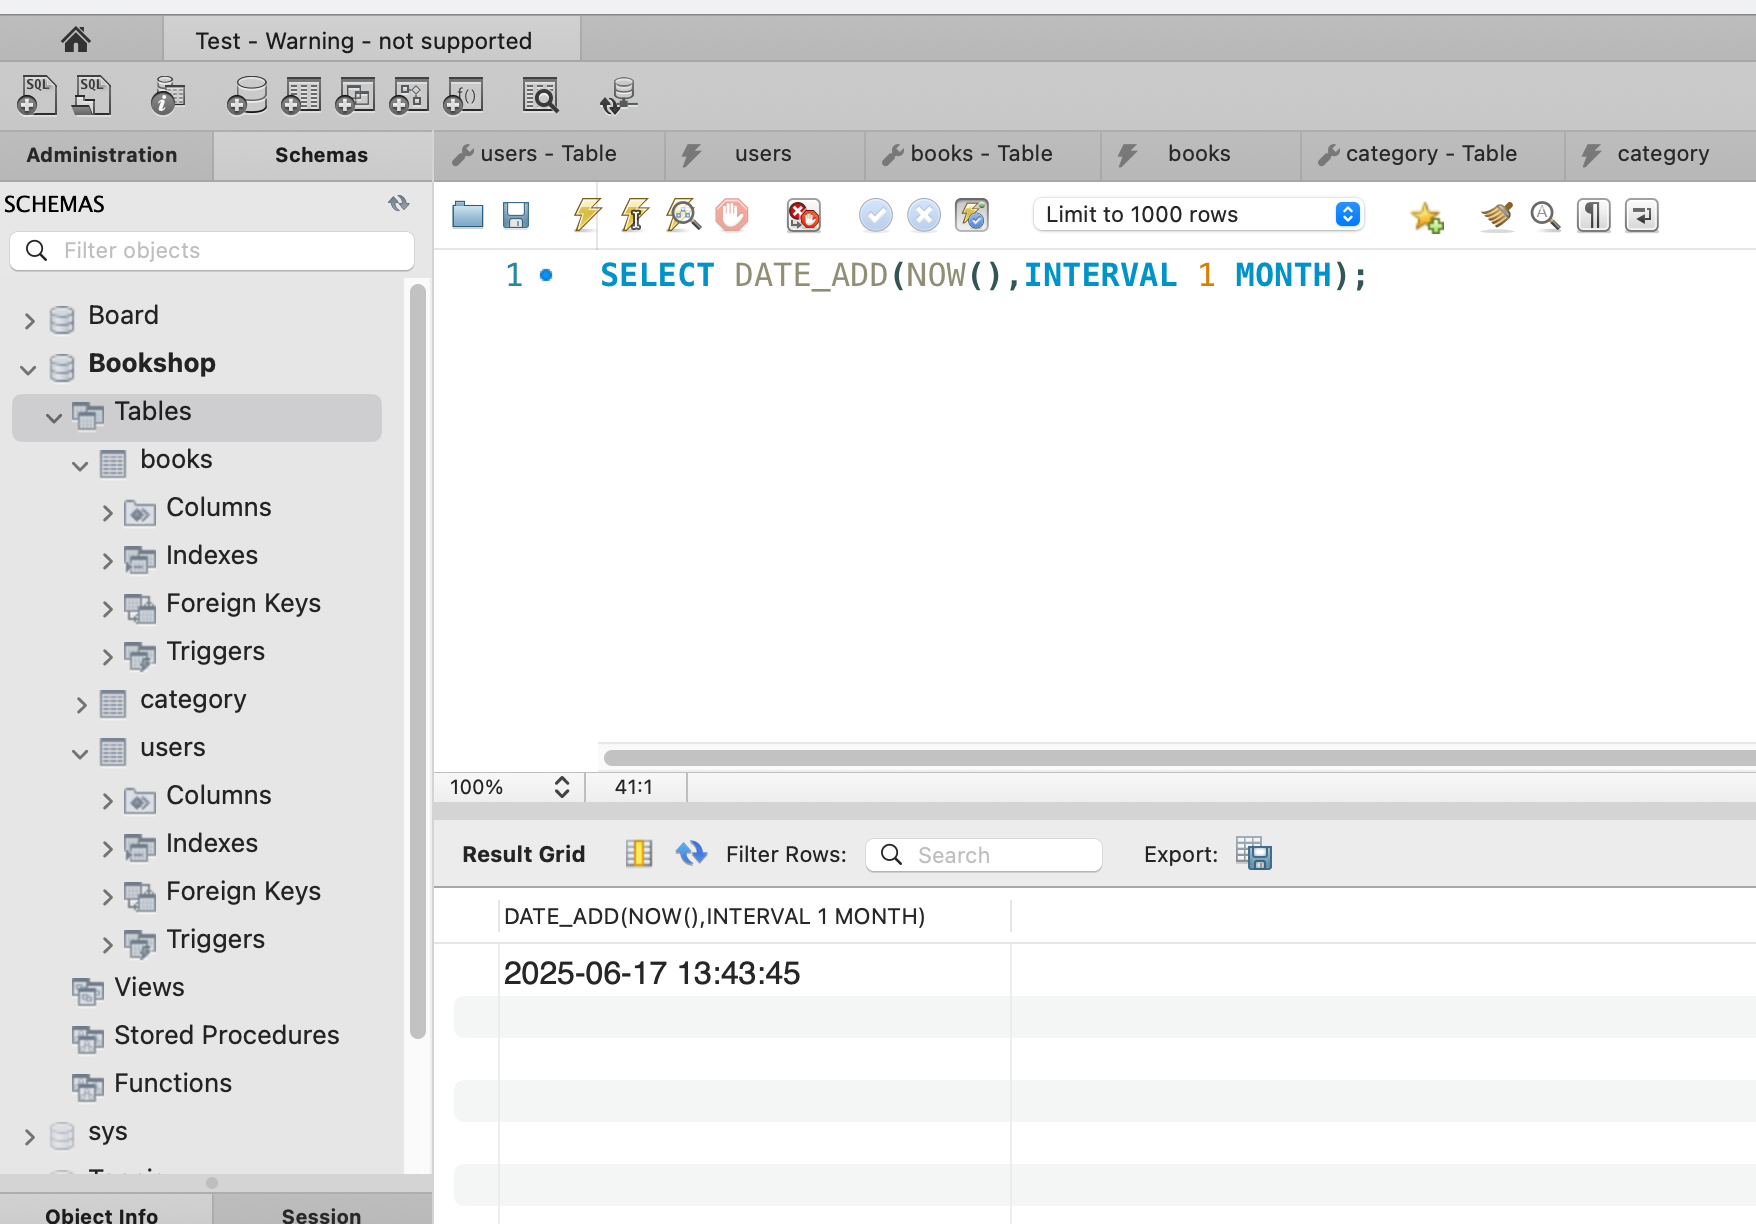 Test - Warning - not supported
SQL
SQL
f()
Administration
Schemas
users - Table
users
books - Table
books
category - Table
category
SCHEMAS
Filter objects
Board
Bookshop
Tables
books
Columns
Indexes
Foreign Keys
Triggers
category
users
Columns
Indexes
Foreign Keys
Triggers
Views
Stored Procedures
Functions
sys
Object Info
Session
Limit to 1000 rows
1 SELECT DATE_ADD(NOW(),INTERVAL 1 MONTH);
100%
41:1
Result Grid
Filter Rows:
Search
Export:
DATE_ADD(NOW(),INTERVAL 1 MONTH)
2025-06-17 13:43:45